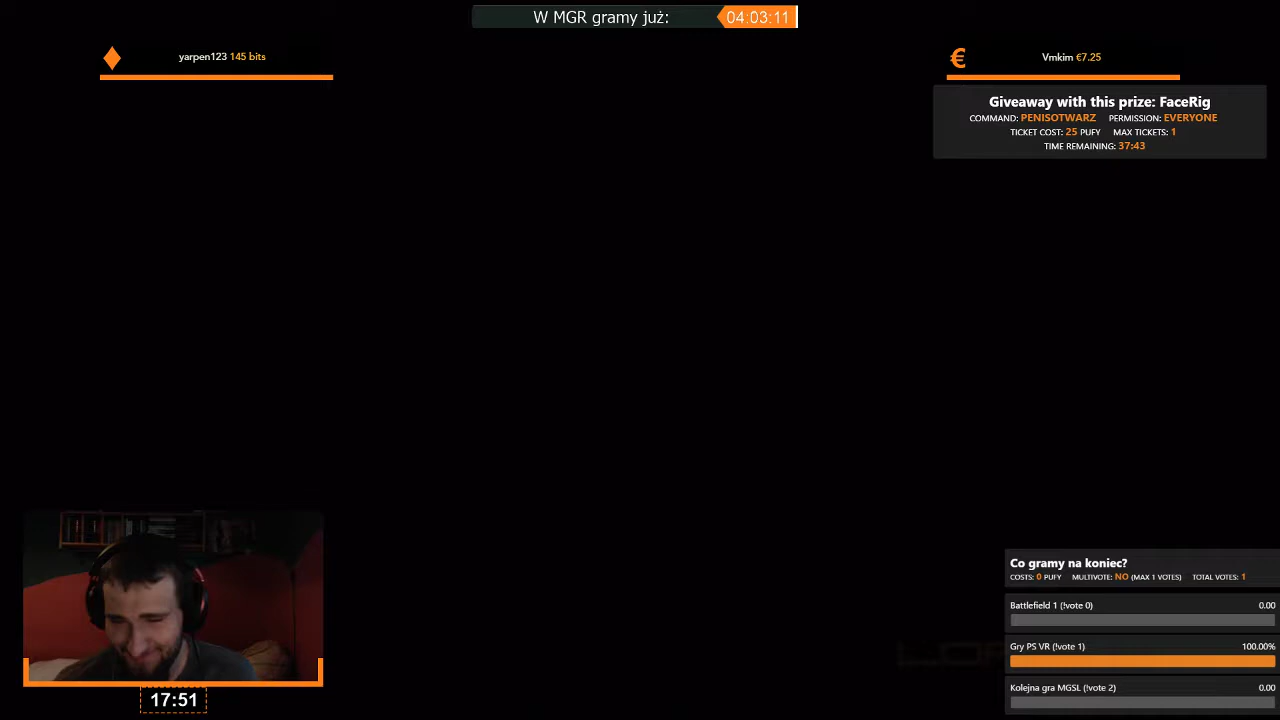 W MGR gramy już: 04:03:11
yarpen123 145 bits
€ Vmkim €7.25
Giveaway with this prize: FaceRig
COMMAND: PENISOTWARZ PERMISSION: EVERYONE
TICKET COST: 25 PUFY MAX TICKETS: 1
TIME REMAINING: 37:43
17:51
Co gramy na koniec?
COSTS: 0 PUFY MULTIVOTE: NO (MAX 1 VOTES) TOTAL VOTES: 1
Battlefield 1 (!vote 0) 0.00
Gry PS VR (!vote 1) 100.00%
Kolejna gra MGSL (!vote 2) 0.00